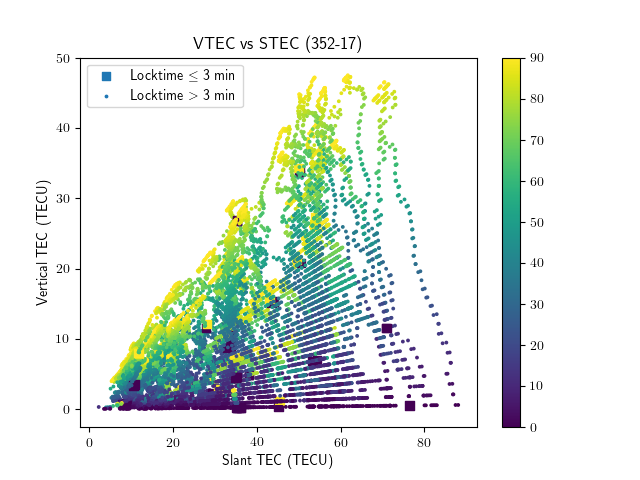 VTEC vs STEC (352-17)
Locktime ≤ 3 min
Locktime > 3 min
Vertical TEC (TECU)
50
40
30
20
10
0
0 20 40 60 80
Slant TEC (TECU)
90
80
70
60
50
40
30
20
10
0